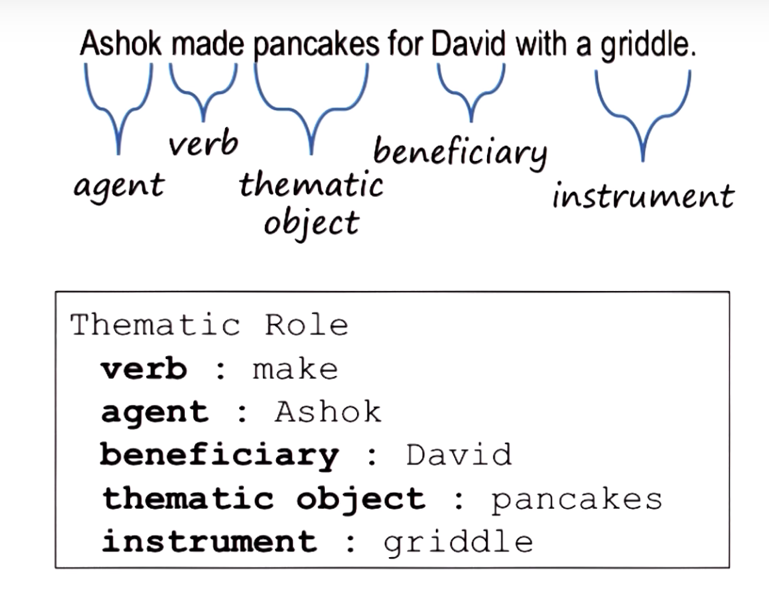 Ashok made pancakes for David with a griddle.
agent
verb
thematic
object
beneficiary
instrument
Thematic Role
verb : make
agent : Ashok
beneficiary : David
thematic object : pancakes
instrument : griddle